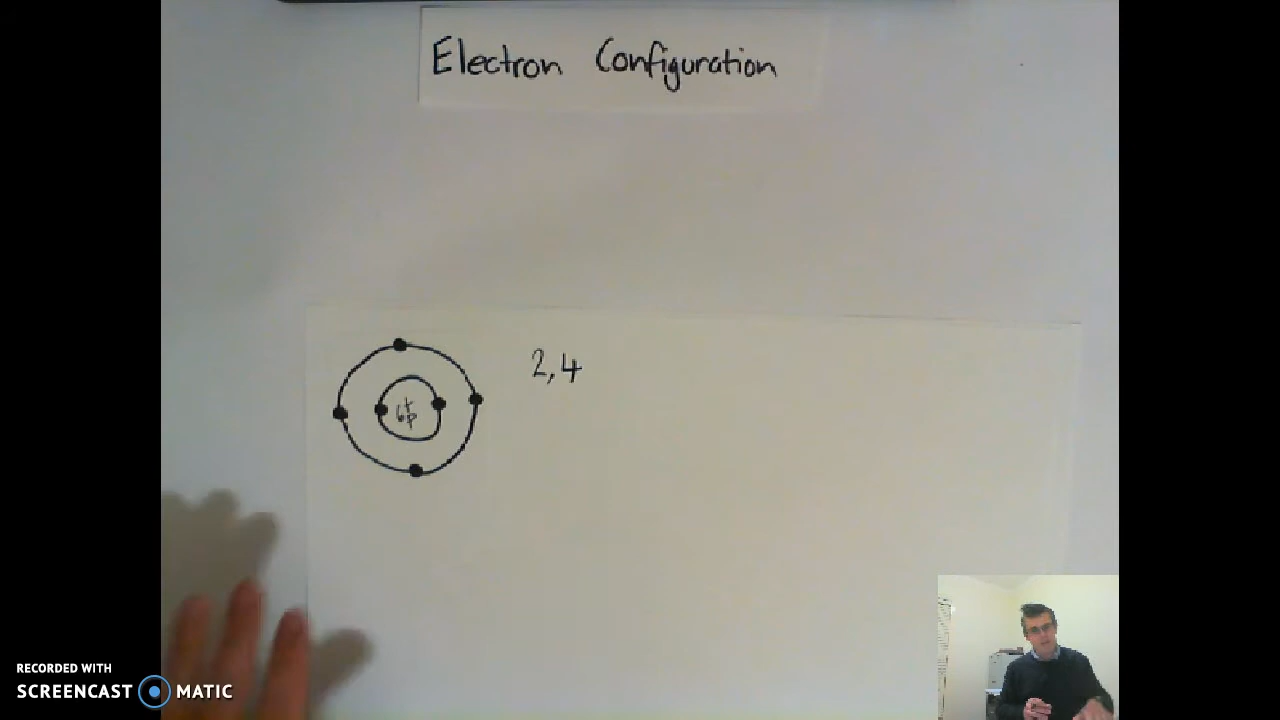 Electron Configuration
2,4
6p+
RECORDED WITH
SCREENCAST MATIC